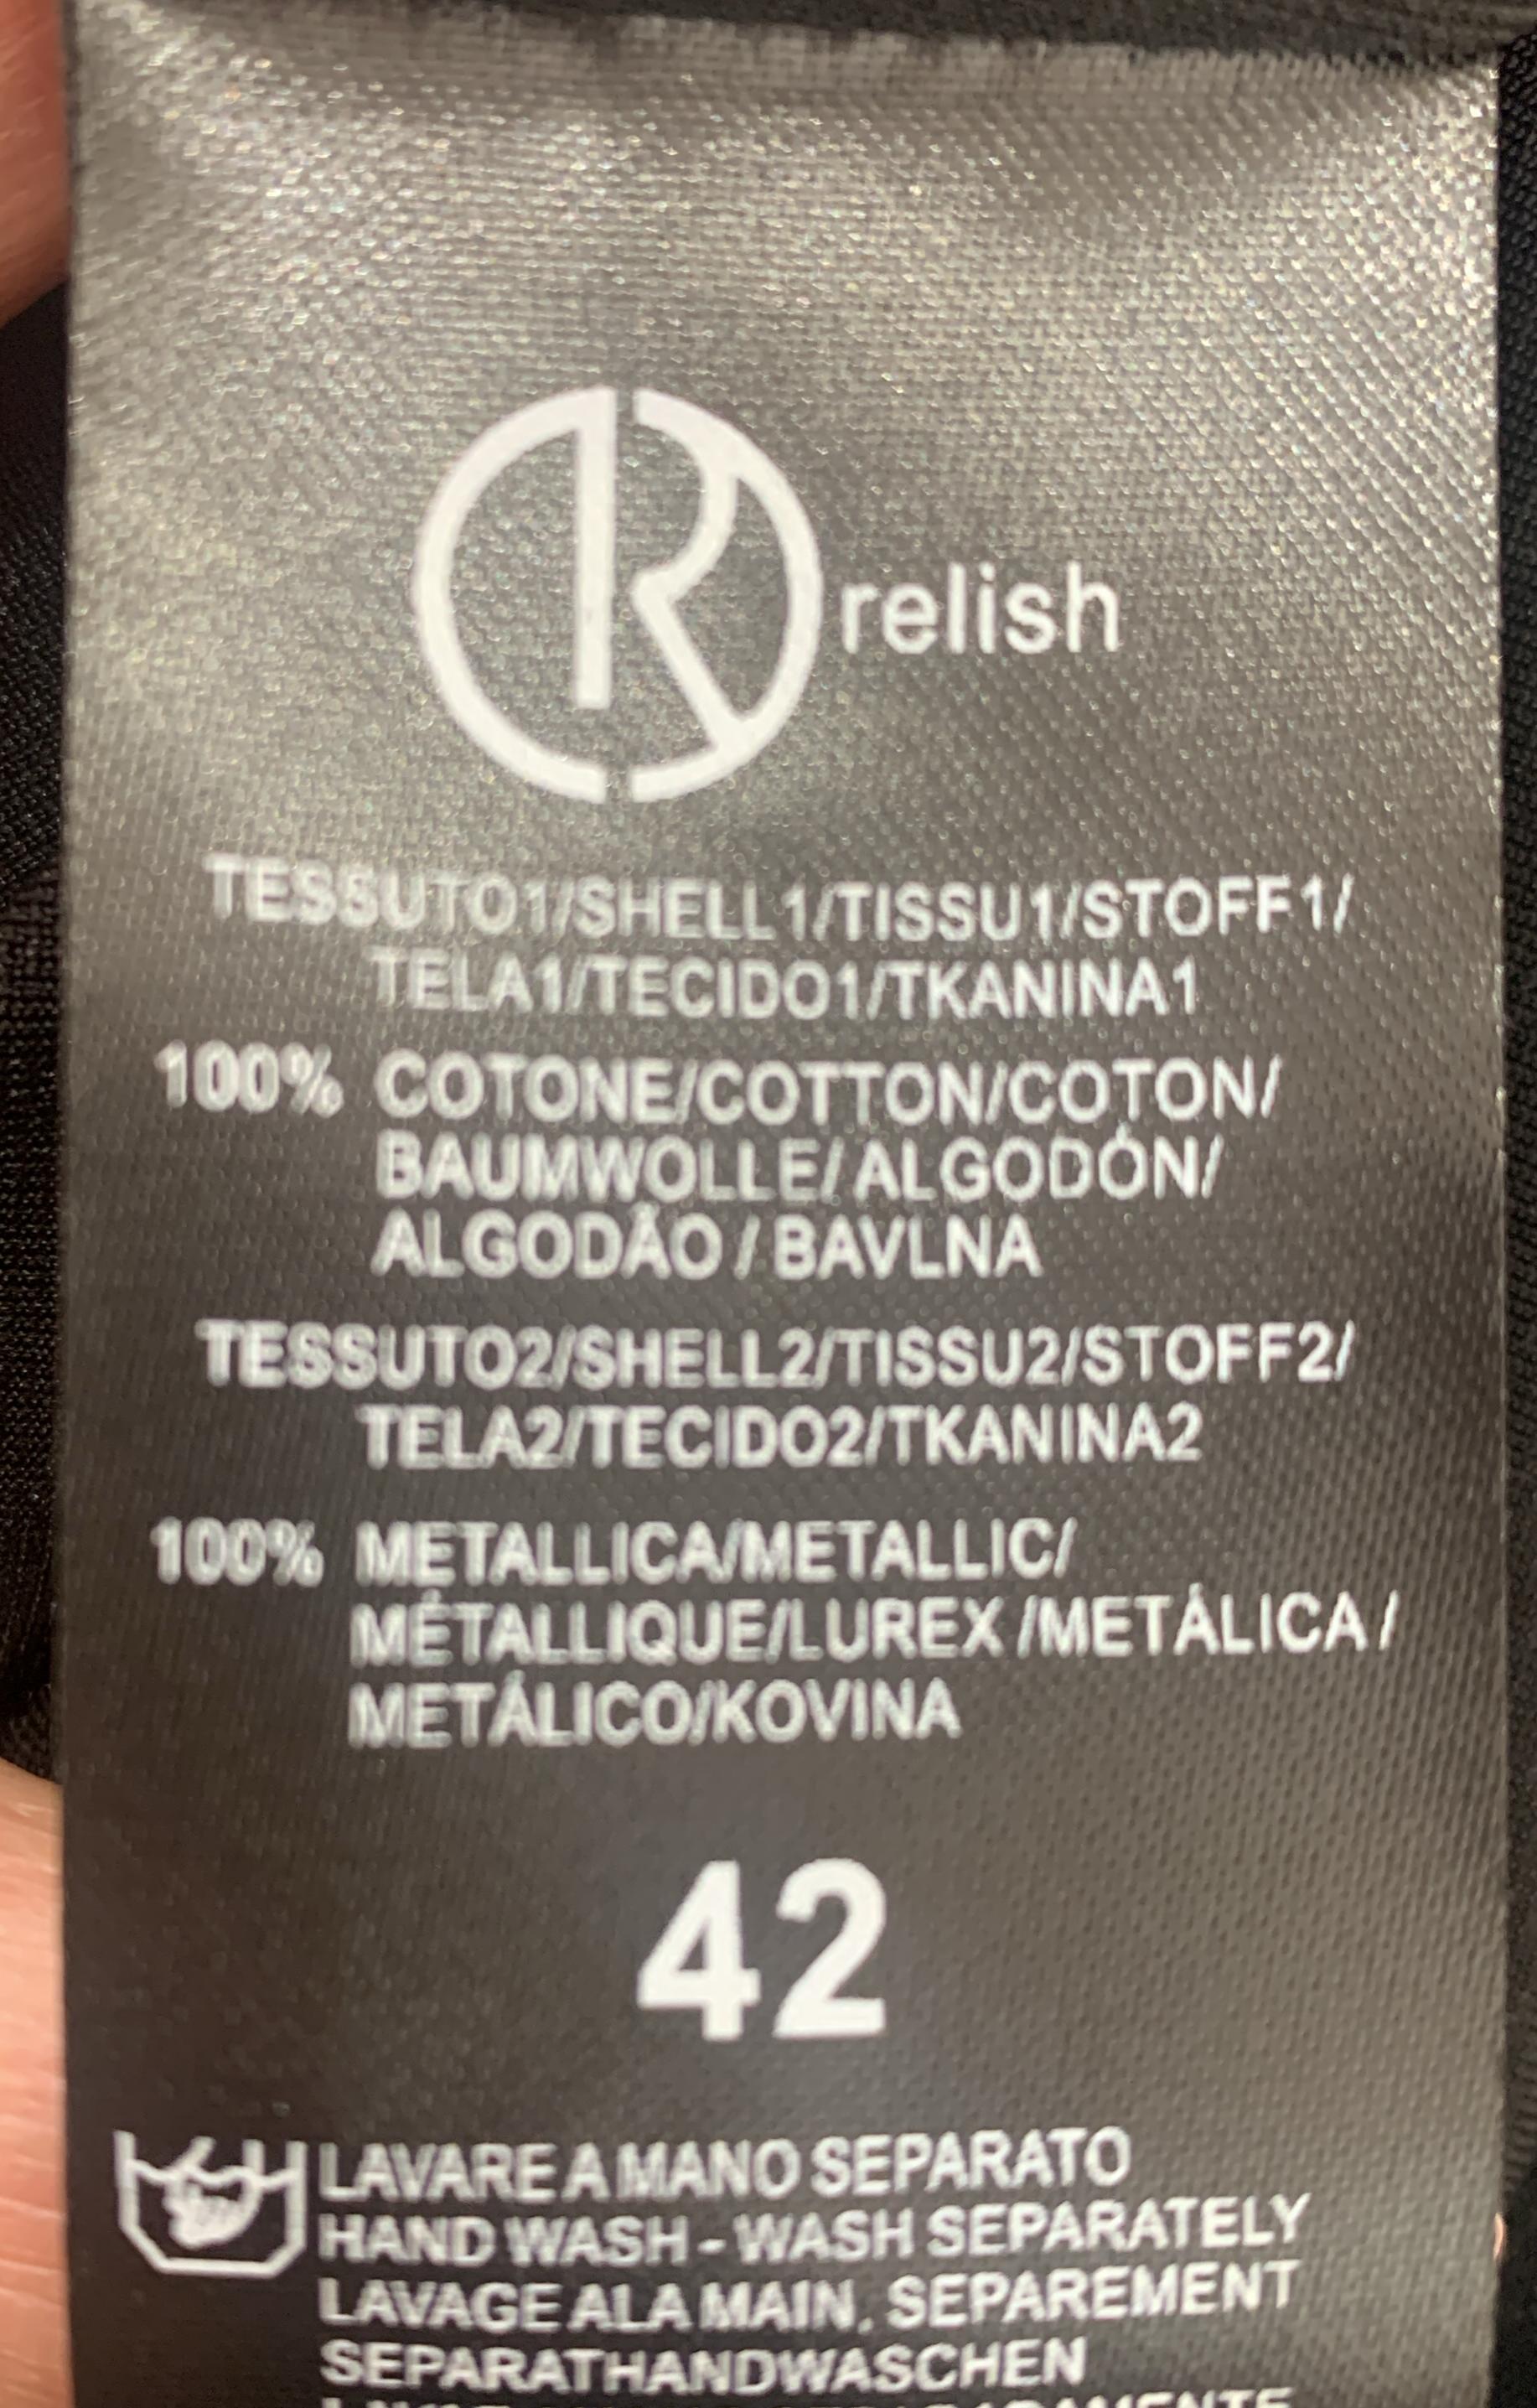 R relish
TESSUTO1/SHELL1/TISSU1/STOFF1/
TELA1/TECIDO1/TKANINA1
100% COTONE/COTTON/COTON/
BAUMWOLLE/ALGODÓN/
ALGODÃO / BAVLNA
TESSUTO2/SHELL2/TISSU2/STOFF2/
TELA2/TECIDO2/TKANINA2
100% METALLICA/METALLIC/
MÉTALLIQUE/LUREX /METÁLICA /
METÁLICO/KOVINA
42
LAVARE A MANO SEPARATO
HAND WASH - WASH SEPARATELY
LAVAGE ALA MAIN, SEPAREMENT
SEPARATHANDWASCHEN